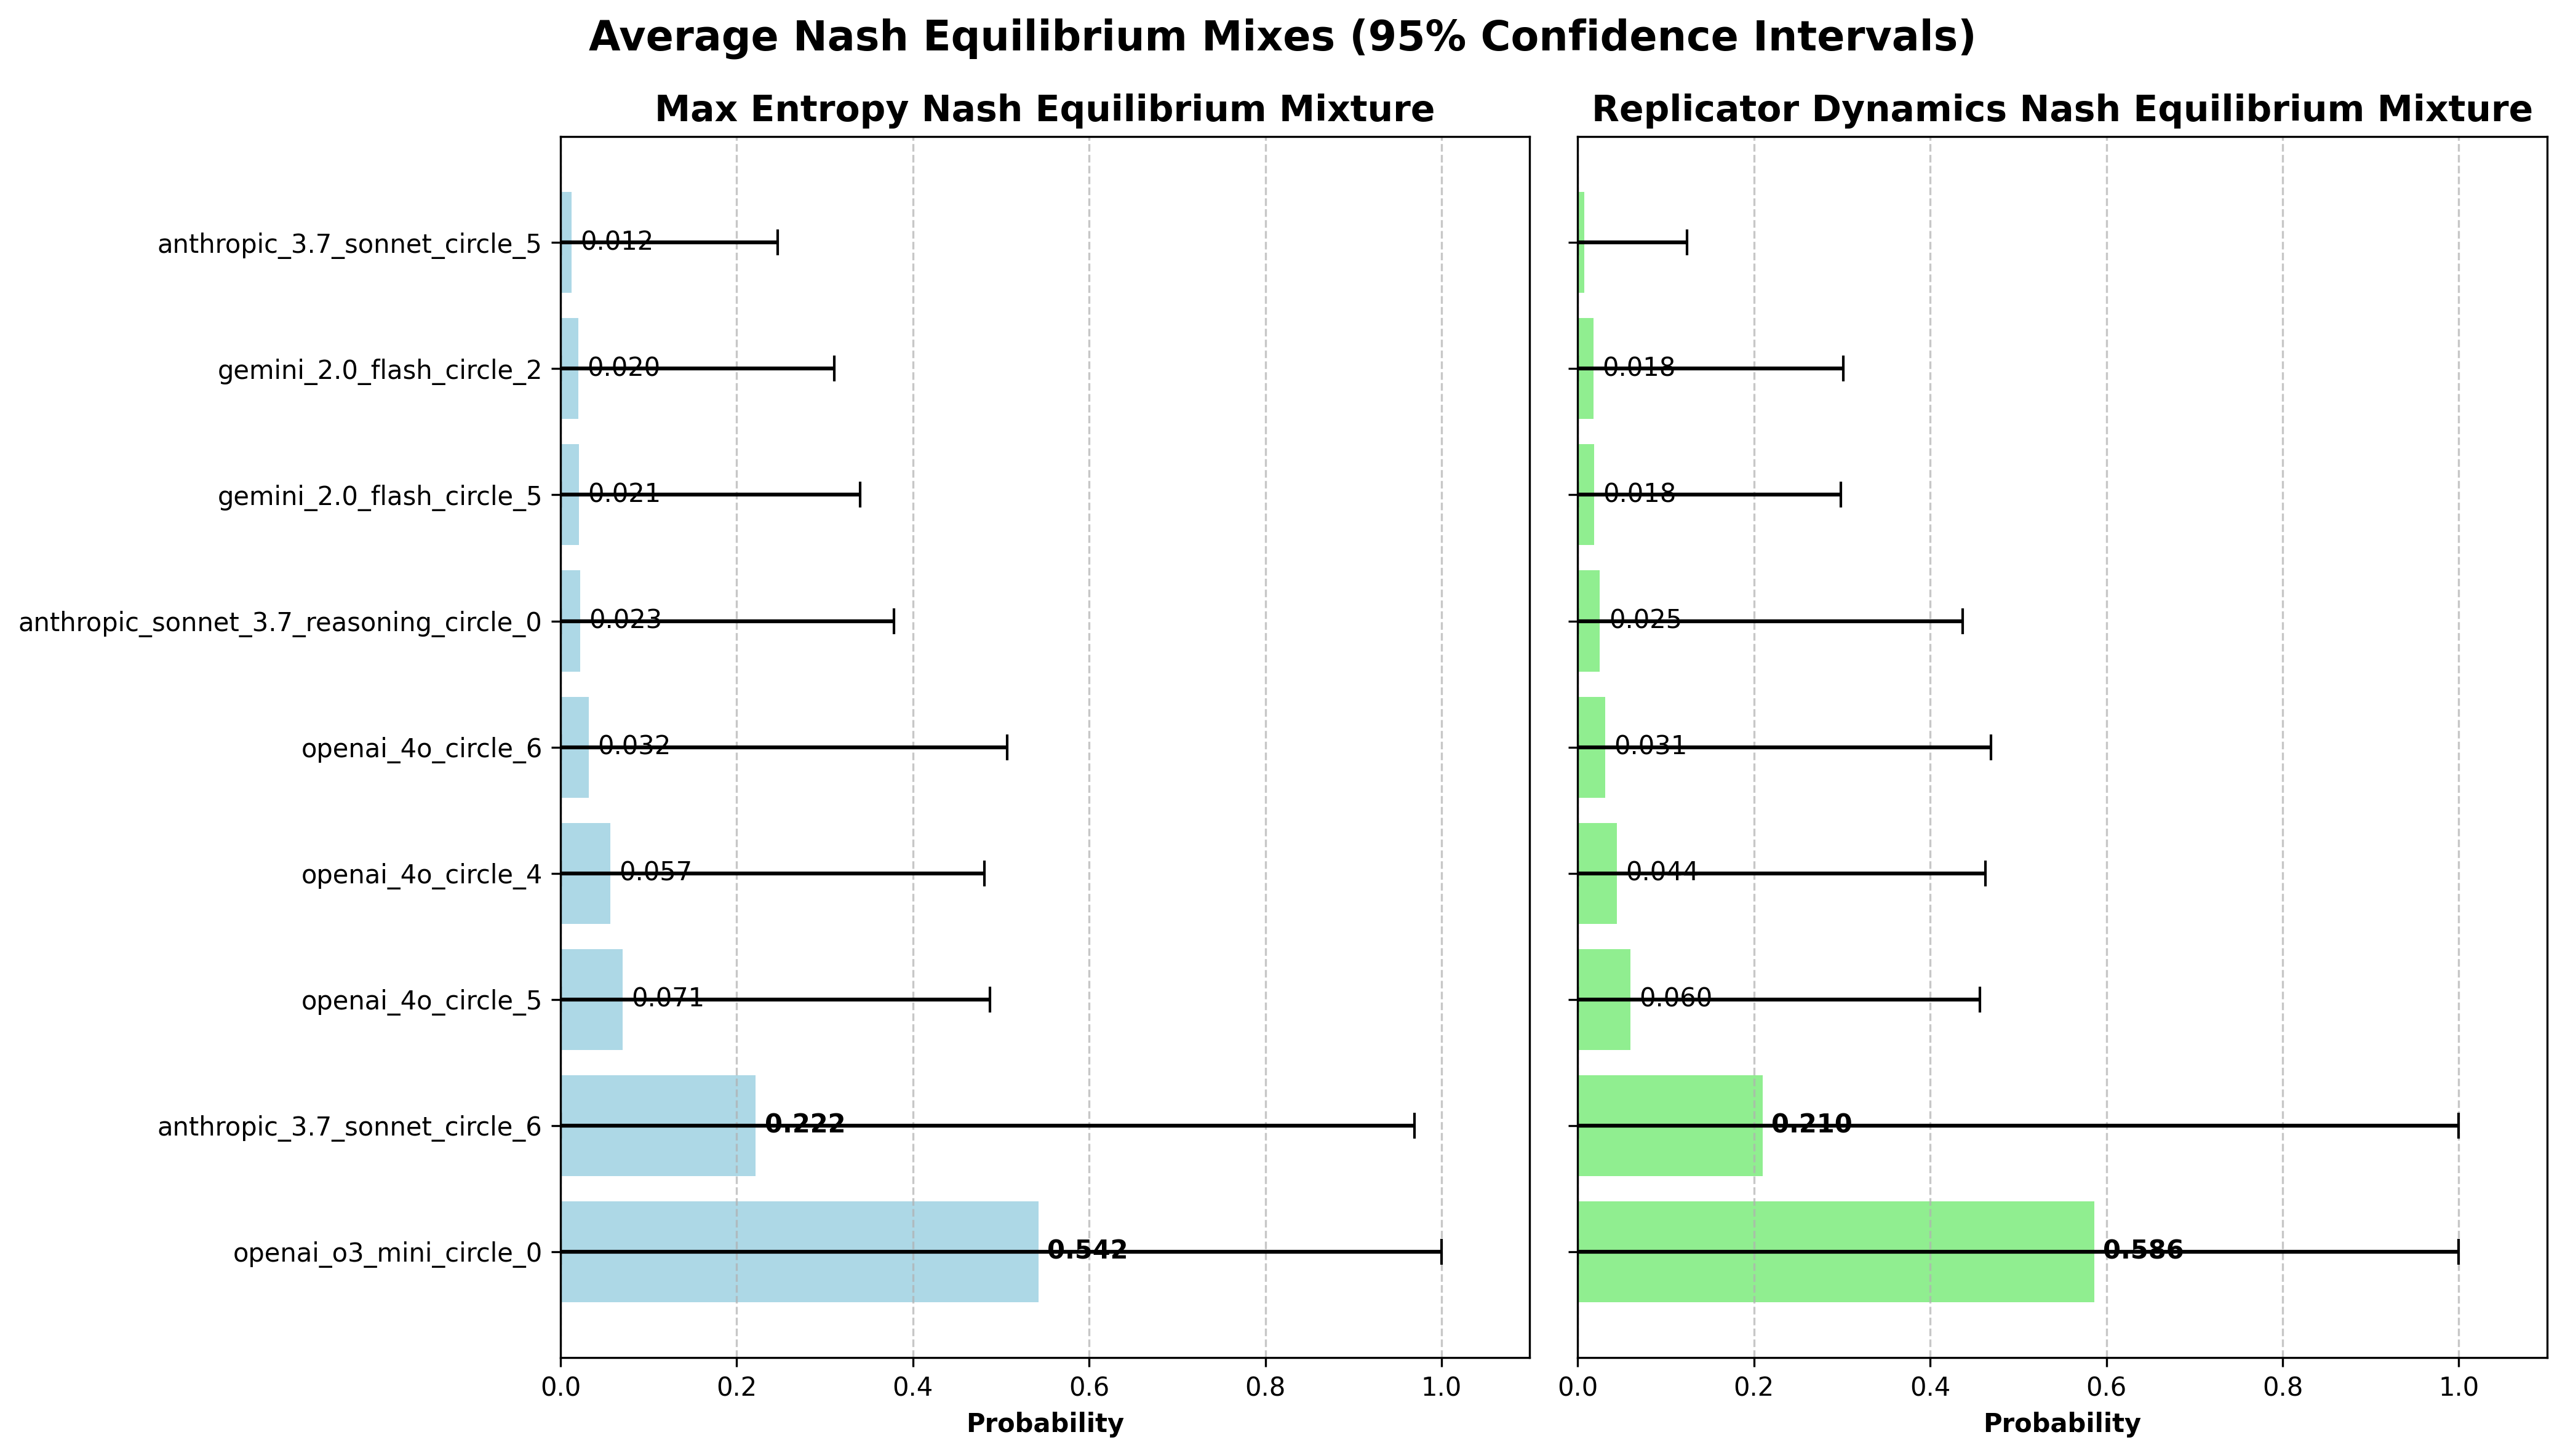 Average Nash Equilibrium Mixes (95% Confidence Intervals)
Max Entropy Nash Equilibrium Mixture
anthropic_3.7_sonnet_circle_5
0.012
gemini_2.0_flash_circle_2
0.020
gemini_2.0_flash_circle_5
0.021
anthropic_sonnet_3.7_reasoning_circle_0
0.023
openai_4o_circle_6
0.032
openai_4o_circle_4
0.057
openai_4o_circle_5
0.071
anthropic_3.7_sonnet_circle_6
0.222
openai_o3_mini_circle_0
0.542
0.0 0.2 0.4 0.6 0.8 1.0
Probability
Replicator Dynamics Nash Equilibrium Mixture
0.018
0.018
0.025
0.031
0.044
0.060
0.210
0.586
0.0 0.2 0.4 0.6 0.8 1.0
Probability